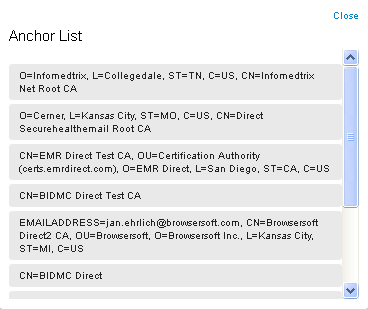 Close
Anchor List
O=Infomedtrix, L=Collegedale, ST=TN, C=US, CN=Infomedtrix
Net Root CA
O=Cerner, L=Kansas City, ST=MO, C=US, CN=Direct
Securehealthemail Root CA
CN=EMR Direct Test CA, OU=Certification Authority
(certs.emrdirect.com), O=EMR Direct, L=San Diego, ST=CA, C=US
CN=BIDMC Direct Test CA
EMAILADDRESS=jan.ehrlich@browsersoft.com, CN=Browsersoft
Direct2 CA, OU=Browsersoft, O=Browsersoft Inc., L=Kansas City,
ST=MI, C=US
CN=BIDMC Direct